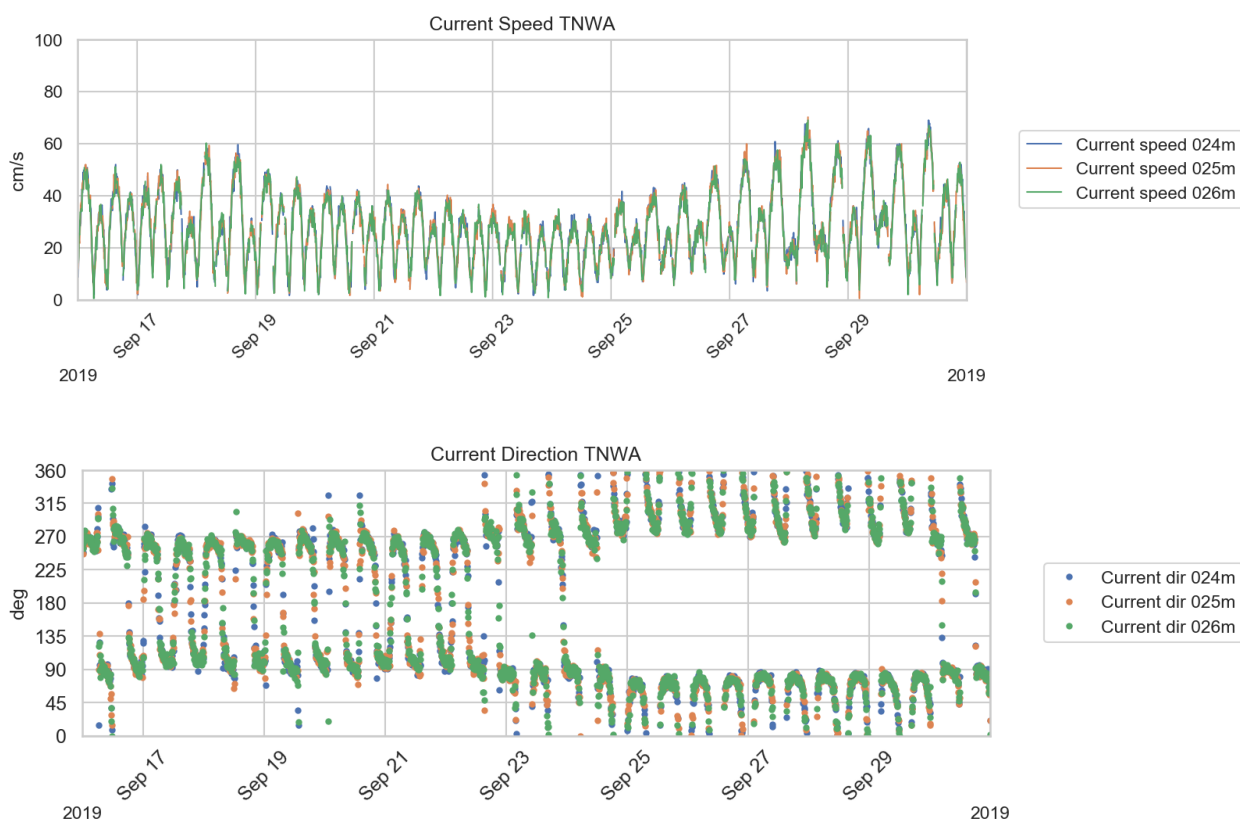 Current Speed TNWA
100
80
60
40
20
0
cm/s
Sep 17
Sep 19
Sep 21
Sep 23
Sep 25
Sep 27
Sep 29
2019
2019
Current speed 024m
Current speed 025m
Current speed 026m
Current Direction TNWA
360
315
270
225
180
135
90
45
0
deg
Sep 17
Sep 19
Sep 21
Sep 23
Sep 25
Sep 27
Sep 29
2019
2019
Current dir 024m
Current dir 025m
Current dir 026m